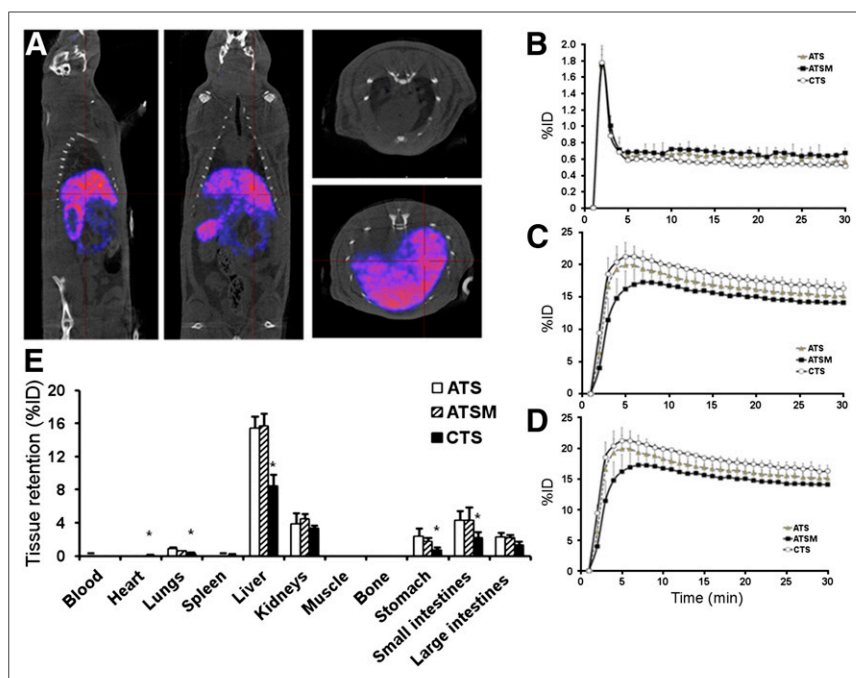 A
B
2.0
1.8
1.6
1.4
1.2
1.0
0.8
0.6
0.4
0.2
0
%ID
ATS
ATSM
CTS
0 5 10 15 20 25 30
C
25
20
15
10
5
0
%ID
ATS
ATSM
CTS
0 5 10 15 20 25 30
D
25
20
15
10
5
0
%ID
ATS
ATSM
CTS
0 5 10 15 20 25 30
Time (min)
E
Tissue retention (%ID)
20
16
12
8
4
0
ATS
ATSM
CTS
* * * * *
Blood
Heart
Lungs
Spleen
Liver
Kidneys
Muscle
Bone
Stomach
Small intestines
Large intestines